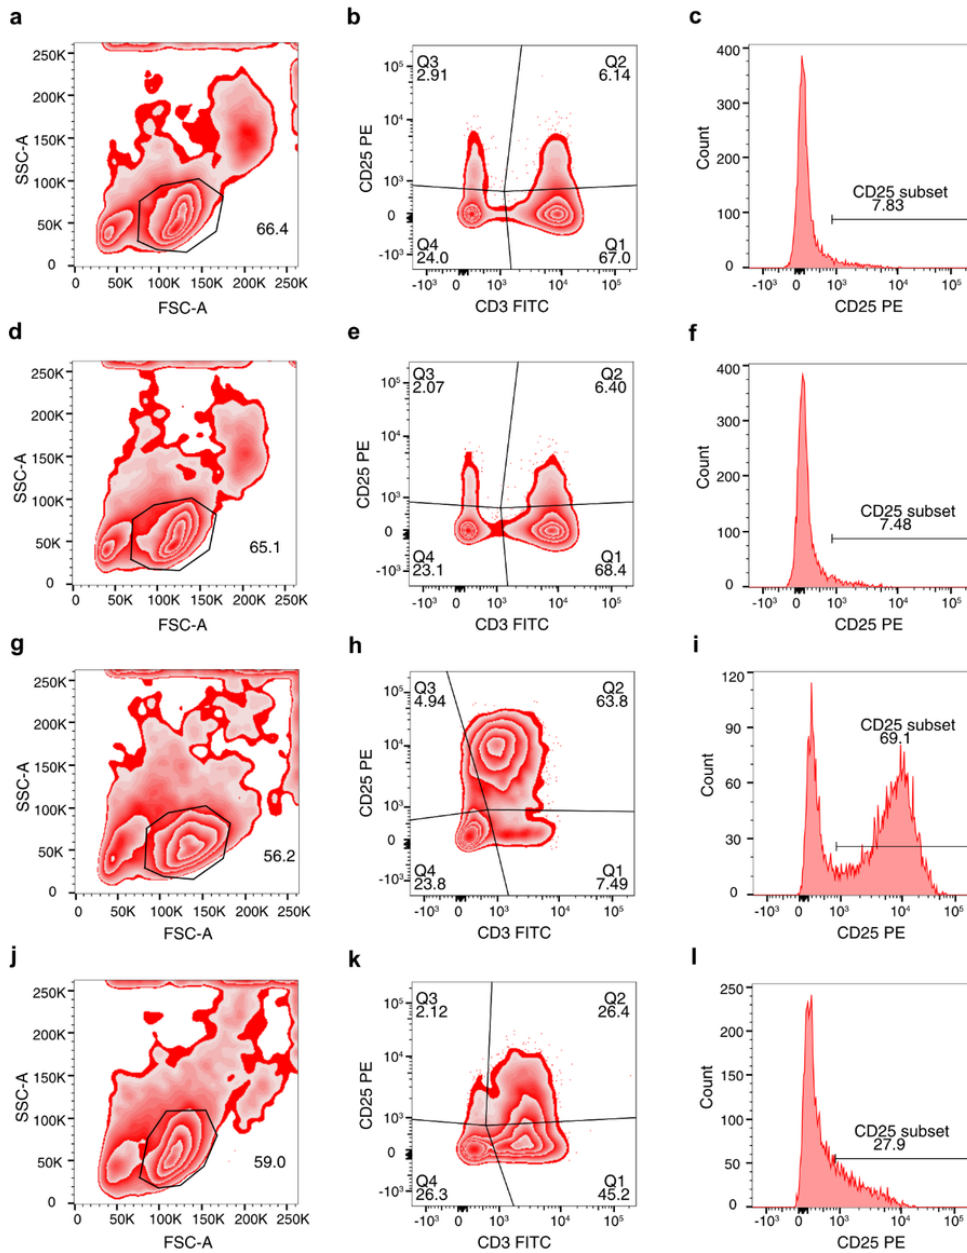 a
250K
200K
150K
100K
50K
0
SSC-A
66.4
0 50K 100K 150K 200K 250K
FSC-A
b
10⁵
10⁴
10³
0
-10³
CD25 PE
Q3
2.91
Q2
6.14
Q4
24.0
Q1
67.0
-10³ 0 10³ 10⁴ 10⁵
CD3 FITC
c
400
300
200
100
0
Count
CD25 subset
7.83
-10³ 0 10³ 10⁴ 10⁵
CD25 PE
d
250K
200K
150K
100K
50K
0
SSC-A
65.1
0 50K 100K 150K 200K 250K
FSC-A
e
10⁵
10⁴
10³
0
-10³
CD25 PE
Q3
2.07
Q2
6.40
Q4
23.1
Q1
68.4
-10³ 0 10³ 10⁴ 10⁵
CD3 FITC
f
400
300
200
100
0
Count
CD25 subset
7.48
-10³ 0 10³ 10⁴ 10⁵
CD25 PE
g
250K
200K
150K
100K
50K
0
SSC-A
56.2
0 50K 100K 150K 200K 250K
FSC-A
h
10⁵
10⁴
10³
0
-10³
CD25 PE
Q3
4.94
Q2
63.8
Q4
23.8
Q1
7.49
-10³ 0 10³ 10⁴ 10⁵
CD3 FITC
i
120
90
60
30
0
Count
CD25 subset
69.1
-10³ 0 10³ 10⁴ 10⁵
CD25 PE
j
250K
200K
150K
100K
50K
0
SSC-A
59.0
0 50K 100K 150K 200K 250K
FSC-A
k
10⁵
10⁴
10³
0
-10³
CD25 PE
Q3
2.12
Q2
26.4
Q4
26.3
Q1
45.2
-10³ 0 10³ 10⁴ 10⁵
CD3 FITC
l
250
200
150
100
50
0
Count
CD25 subset
27.9
-10³ 0 10³ 10⁴ 10⁵
CD25 PE